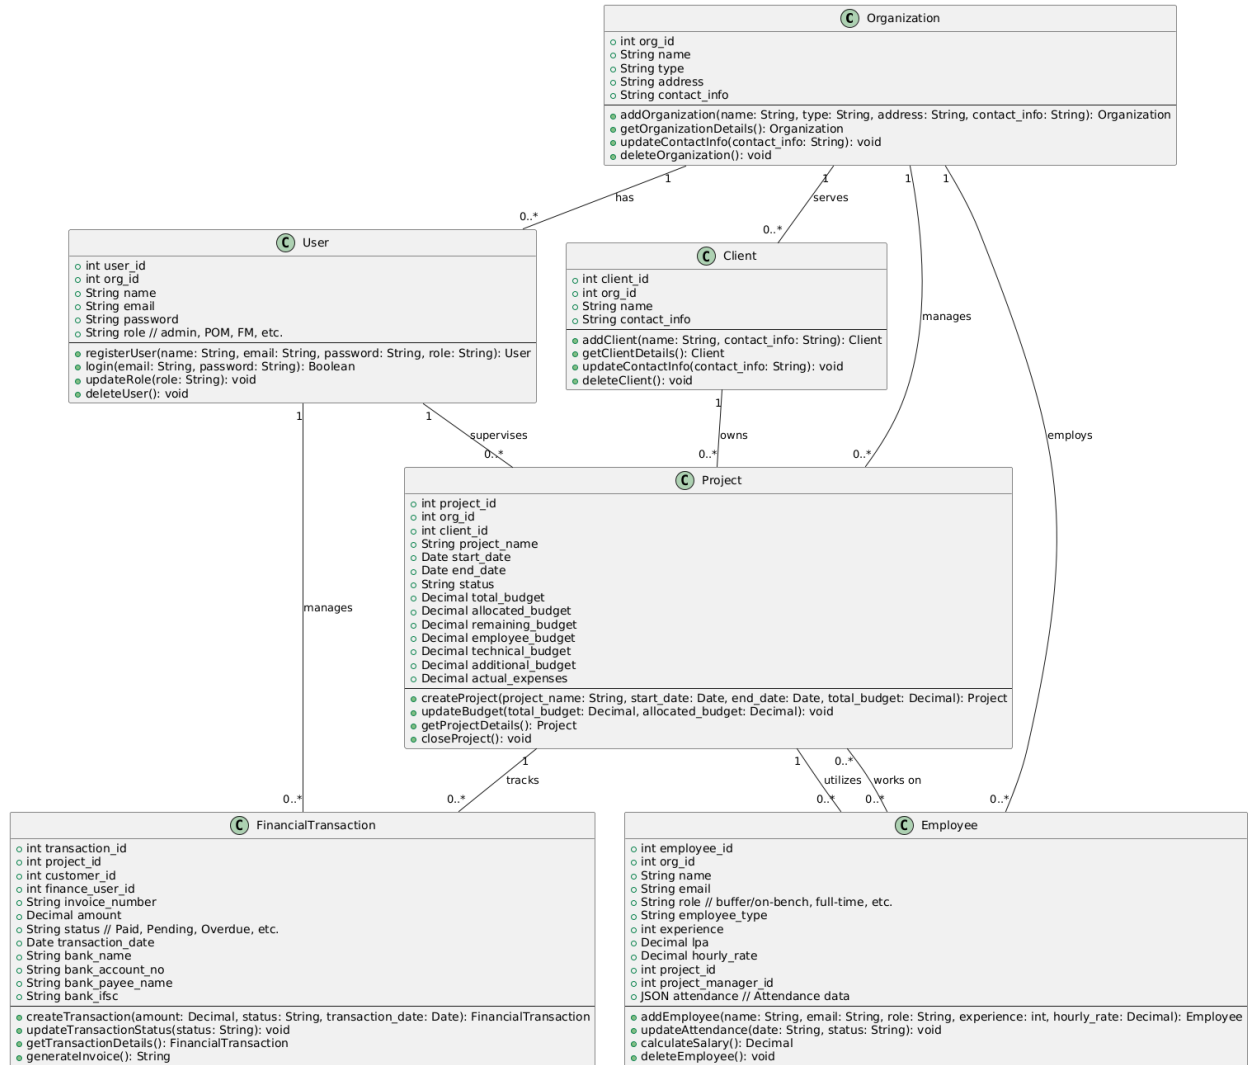 C Organization
int org_id
String name
String type
String address
String contact_info
addOrganization(name: String, type: String, address: String, contact_info: String): Organization
getOrganizationDetails(): Organization
updateContactInfo(contact_info: String): void
deleteOrganization(): void
1
1
1
1
has
serves
0..*
0..*
C User
int user_id
int org_id
String name
String email
String password
String role // admin, POM, FM, etc.
registerUser(name: String, email: String, password: String, role: String): User
login(email: String, password: String): Boolean
updateRole(role: String): void
deleteUser(): void
C Client
int client_id
int org_id
String name
String contact_info
addClient(name: String, contact_info: String): Client
getClientDetails(): Client
updateContactInfo(contact_info: String): void
deleteClient(): void
manages
1
1
1
supervises
owns
employs
0..*
0..*
0..*
C Project
int project_id
int org_id
int client_id
String project_name
Date start_date
Date end_date
String status
Decimal total_budget
Decimal allocated_budget
Decimal remaining_budget
Decimal employee_budget
Decimal technical_budget
Decimal additional_budget
Decimal actual_expenses
createProject(project_name: String, start_date: Date, end_date: Date, total_budget: Decimal): Project
updateBudget(total_budget: Decimal, allocated_budget: Decimal): void
getProjectDetails(): Project
closeProject(): void
manages
1
1
0..*
tracks
utilizes
works on
0..*
0..*
0..*
0..*
0..*
C FinancialTransaction
int transaction_id
int project_id
int customer_id
int finance_user_id
String invoice_number
Decimal amount
String status // Paid, Pending, Overdue, etc.
Date transaction_date
String bank_name
String bank_account_no
String bank_payee_name
String bank_ifsc
createTransaction(amount: Decimal, status: String, transaction_date: Date): FinancialTransaction
updateTransactionStatus(status: String): void
getTransactionDetails(): FinancialTransaction
generateInvoice(): String
C Employee
int employee_id
int org_id
String name
String email
String role // buffer/on-bench, full-time, etc.
String employee_type
int experience
Decimal lpa
Decimal hourly_rate
int project_id
int project_manager_id
JSON attendance // Attendance data
addEmployee(name: String, email: String, role: String, experience: int, hourly_rate: Decimal): Employee
updateAttendance(date: String, status: String): void
calculateSalary(): Decimal
deleteEmployee(): void